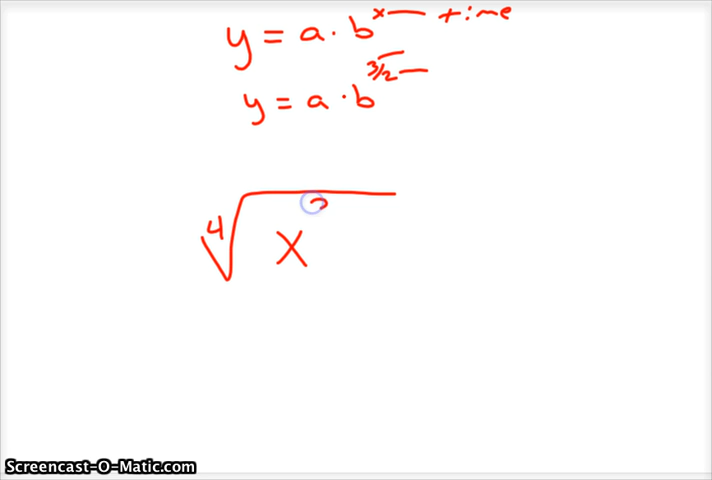 y = a · b^x — time
y = a · b^3/2 —
⁴√x
Screencast-O-Matic.com